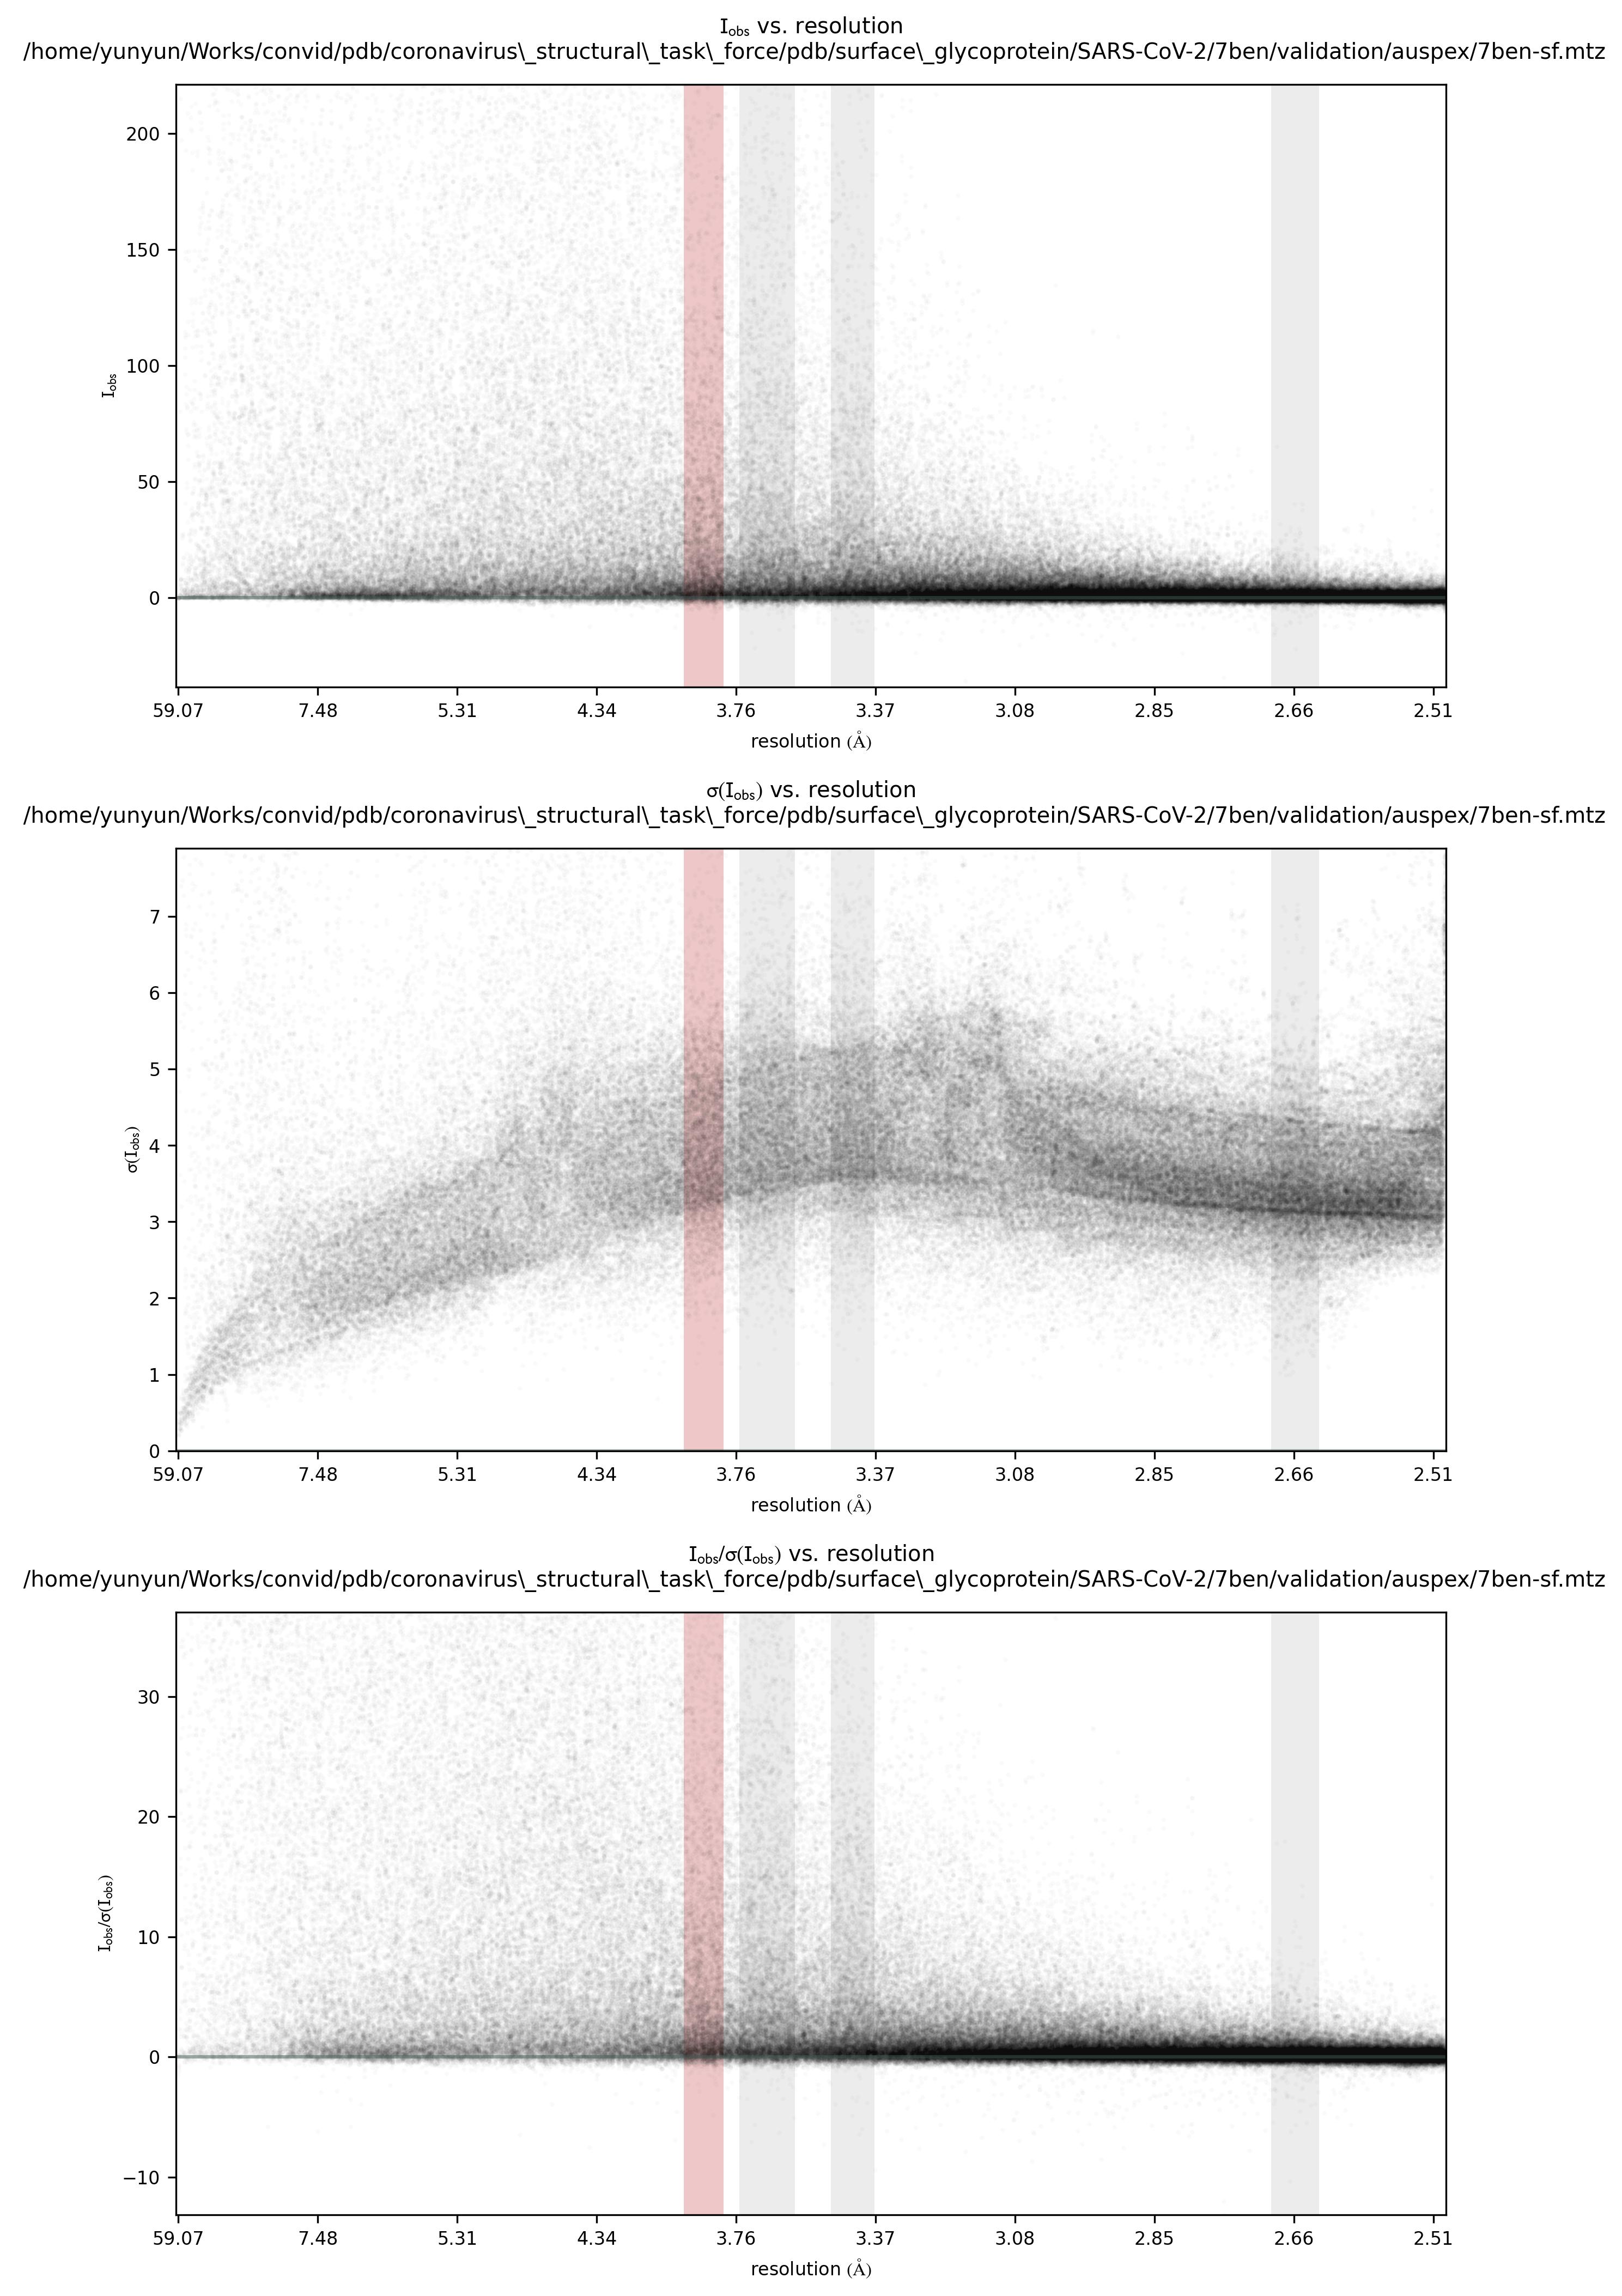 Iobs vs. resolution
/home/yunyun/Works/convid/pdb/coronavirus\_structural\_task\_force/pdb/surface\_glycoprotein/SARS-CoV-2/7ben/validation/auspex/7ben-sf.mtz
200
150
100
50
0
Iobs
59.07 7.48 5.31 4.34 3.76 3.37 3.08 2.85 2.66 2.51
resolution (Å)
σ(Iobs) vs. resolution
/home/yunyun/Works/convid/pdb/coronavirus\_structural\_task\_force/pdb/surface\_glycoprotein/SARS-CoV-2/7ben/validation/auspex/7ben-sf.mtz
7
6
5
4
3
2
1
0
σ(Iobs)
59.07 7.48 5.31 4.34 3.76 3.37 3.08 2.85 2.66 2.51
resolution (Å)
Iobs/σ(Iobs) vs. resolution
/home/yunyun/Works/convid/pdb/coronavirus\_structural\_task\_force/pdb/surface\_glycoprotein/SARS-CoV-2/7ben/validation/auspex/7ben-sf.mtz
30
20
10
0
−10
Iobs/σ(Iobs)
59.07 7.48 5.31 4.34 3.76 3.37 3.08 2.85 2.66 2.51
resolution (Å)